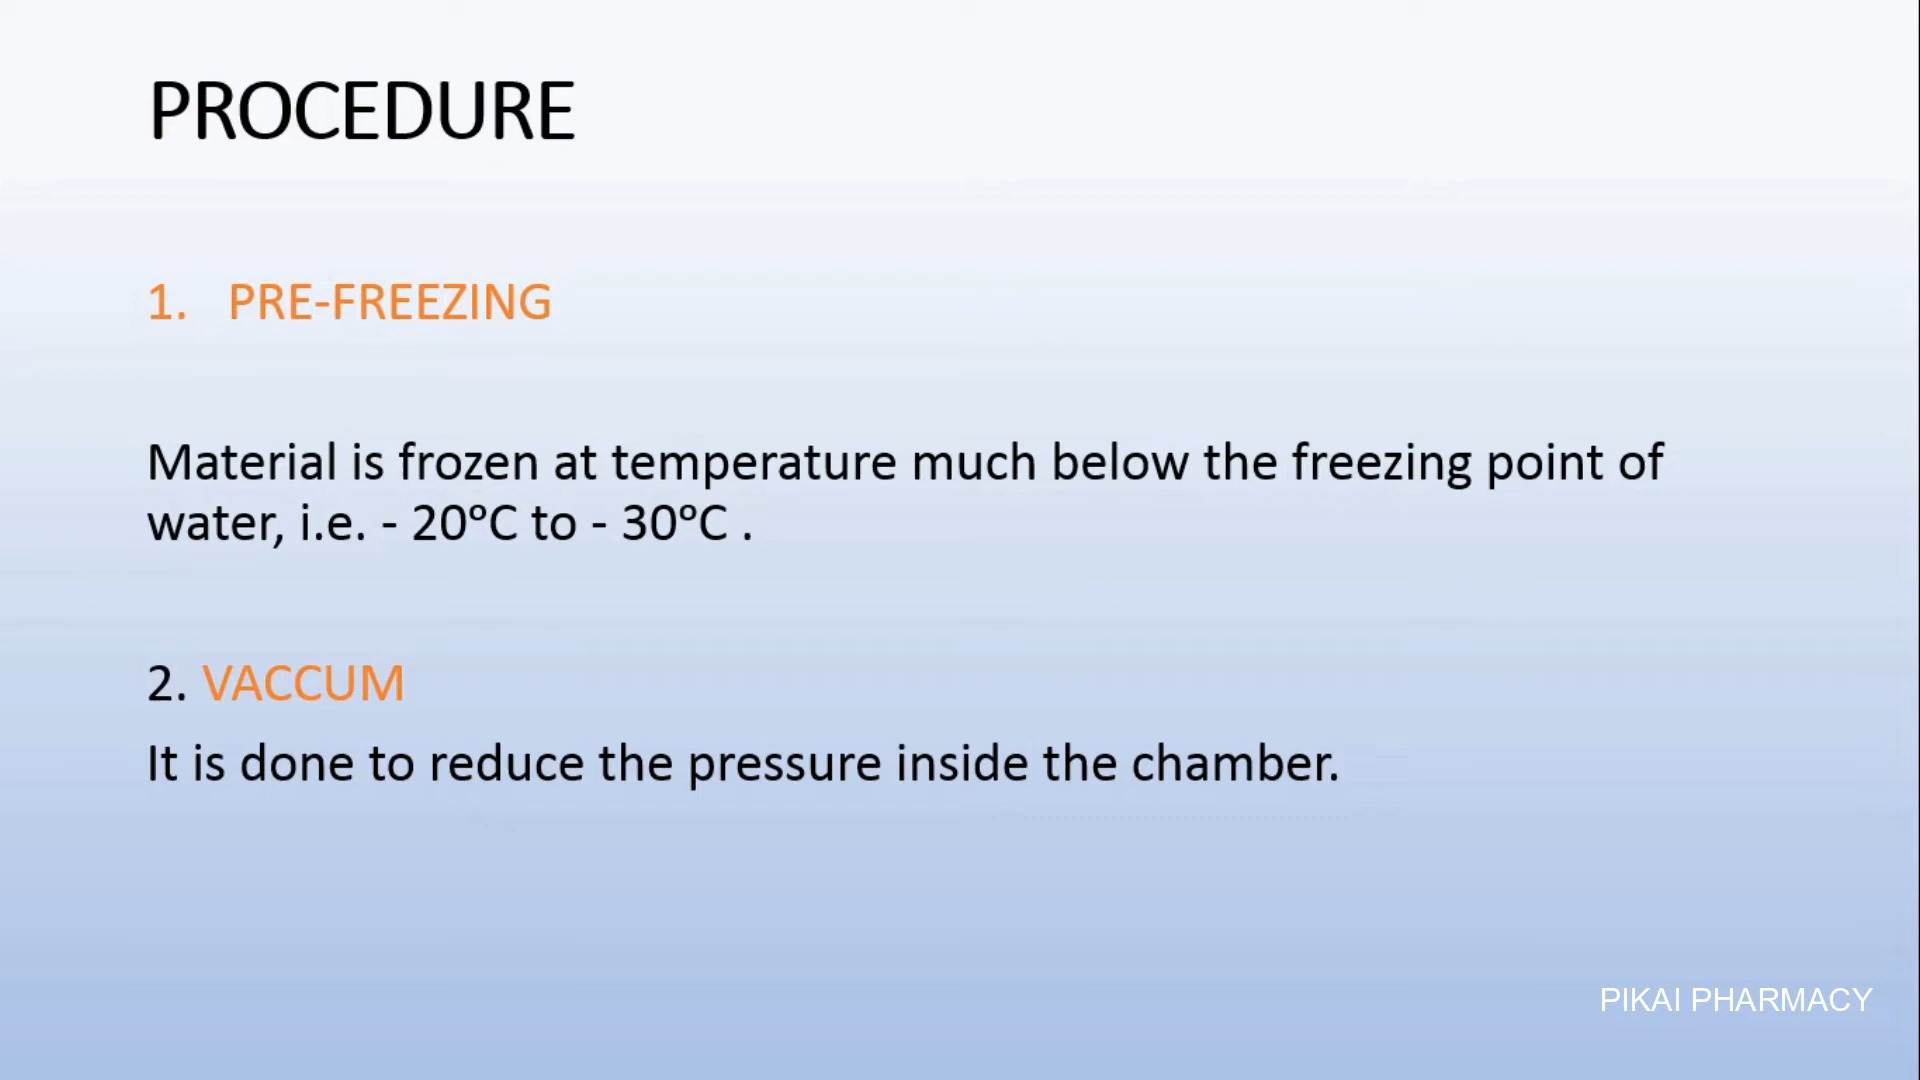 PROCEDURE
1. PRE-FREEZING
Material is frozen at temperature much below the freezing point of
water, i.e. - 20°C to - 30°C .
2. VACCUM
It is done to reduce the pressure inside the chamber.
PIKAI PHARMACY